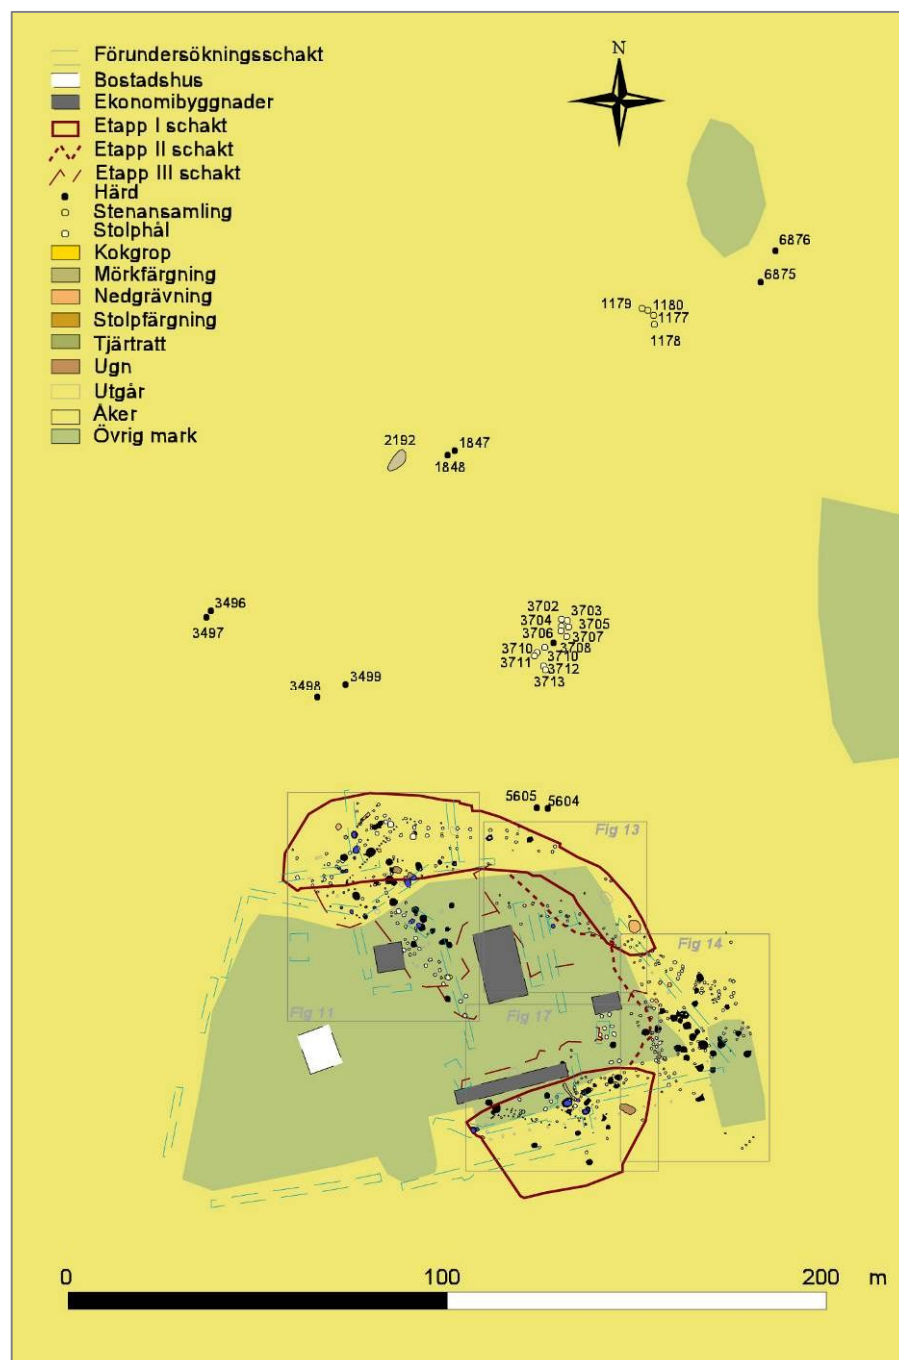 Förundersökningsschakt
Bostadshus
Ekonomibyggnader
Etapp I schakt
Etapp II schakt
Etapp III schakt
Härd
Stenansamling
Stolphål
Kokgrop
Mörkfärgning
Nedgrävning
Stolpfärgning
Tjärtratt
Ugn
Utgår
Åker
Övrig mark
N
6876
6875
1179 1180
1177
1178
2192
1847
1848
3496
3497
3702 3703
3704 3705
3706 3707
3708
3710 3710
3711 3712
3713
3499
3498
5605 5604
Fig 13
Fig 14
Fig 11
Fig 17
0 100 200 m